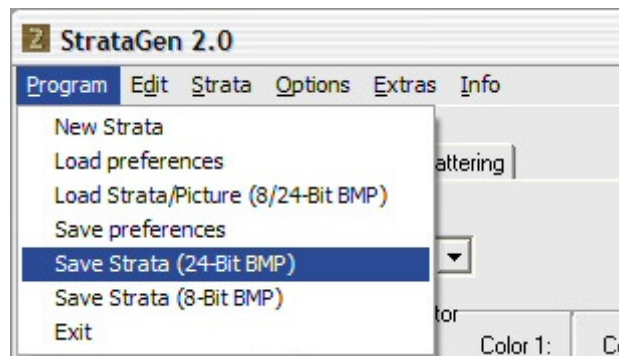 StrataGen 2.0
Program Edit Strata Options Extras Info
New Strata
Load preferences
attering
Load Strata/Picture (8/24-Bit BMP)
Save preferences
Save Strata (24-Bit BMP)
Save Strata (8-Bit BMP)
tor
Exit
Color 1: